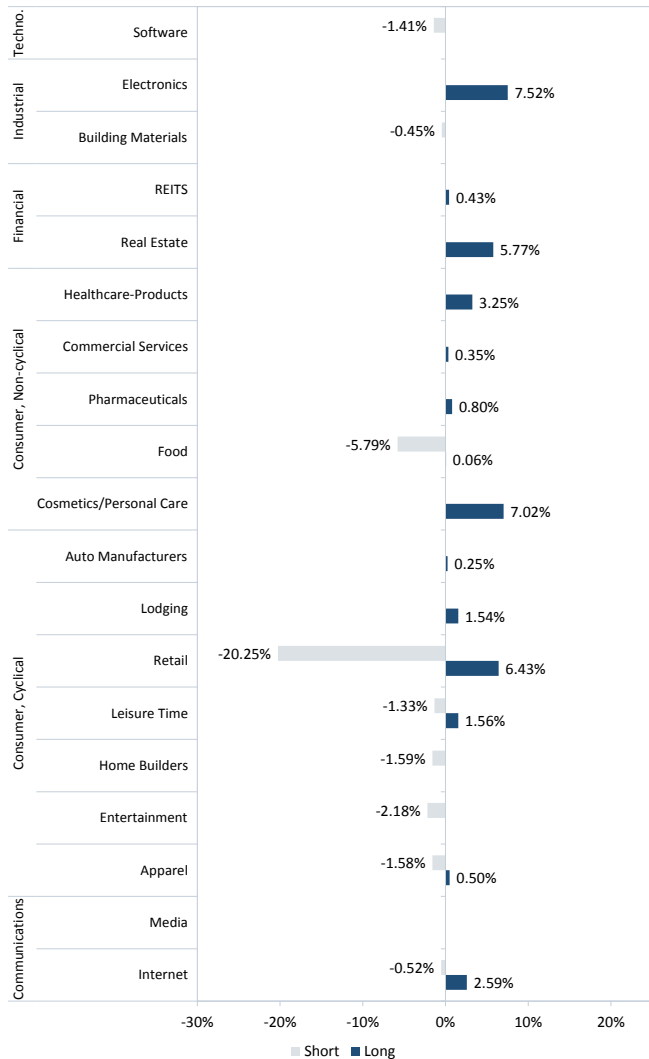 Techno.
Software
-1.41%
Industrial
Electronics
7.52%
Building Materials
-0.45%
Financial
REITS
0.43%
Real Estate
5.77%
Consumer, Non-cyclical
Healthcare-Products
3.25%
Commercial Services
0.35%
Pharmaceuticals
0.80%
Food
-5.79%
0.06%
Cosmetics/Personal Care
7.02%
Consumer, Cyclical
Auto Manufacturers
0.25%
Lodging
1.54%
Retail
-20.25%
6.43%
Leisure Time
-1.33%
1.56%
Home Builders
-1.59%
Entertainment
-2.18%
Apparel
-1.58%
0.50%
Communications
Media
Internet
-0.52%
2.59%
-30% -20% -10% 0% 10% 20%
Short Long